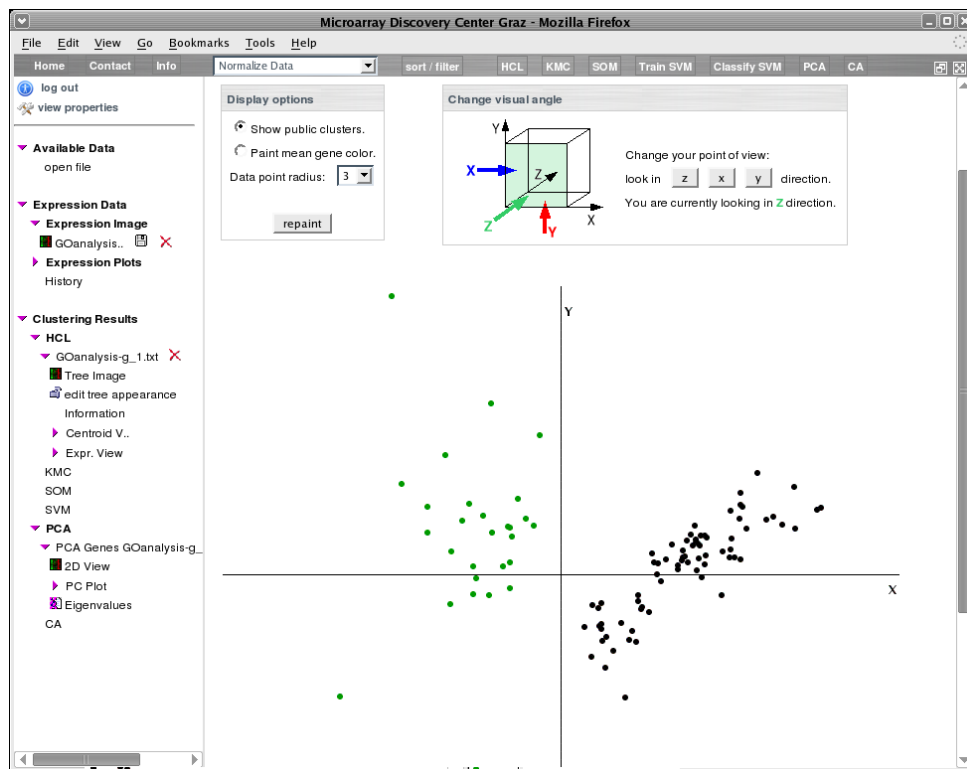 Microarray Discovery Center Graz - Mozilla Firefox
File Edit View Go Bookmarks Tools Help
Home Contact Info Normalize Data sort / filter HCL KMC SOM Train SVM Classify SVM PCA CA
log out
view properties
Available Data
open file
Expression Data
Expression Image
GOanalysis..
Expression Plots
History
Clustering Results
HCL
GOanalysis-g_1.txt
Tree Image
edit tree appearance
Information
Centroid V..
Expr. View
KMC
SOM
SVM
PCA
PCA Genes GOanalysis-g_
2D View
PC Plot
Eigenvalues
CA
Display options
Show public clusters.
Paint mean gene color.
Data point radius: 3
repaint
Change visual angle
Y
X
Z
Z
Y
X
Change your point of view:
look in z x y direction.
You are currently looking in Z direction.
Y
X